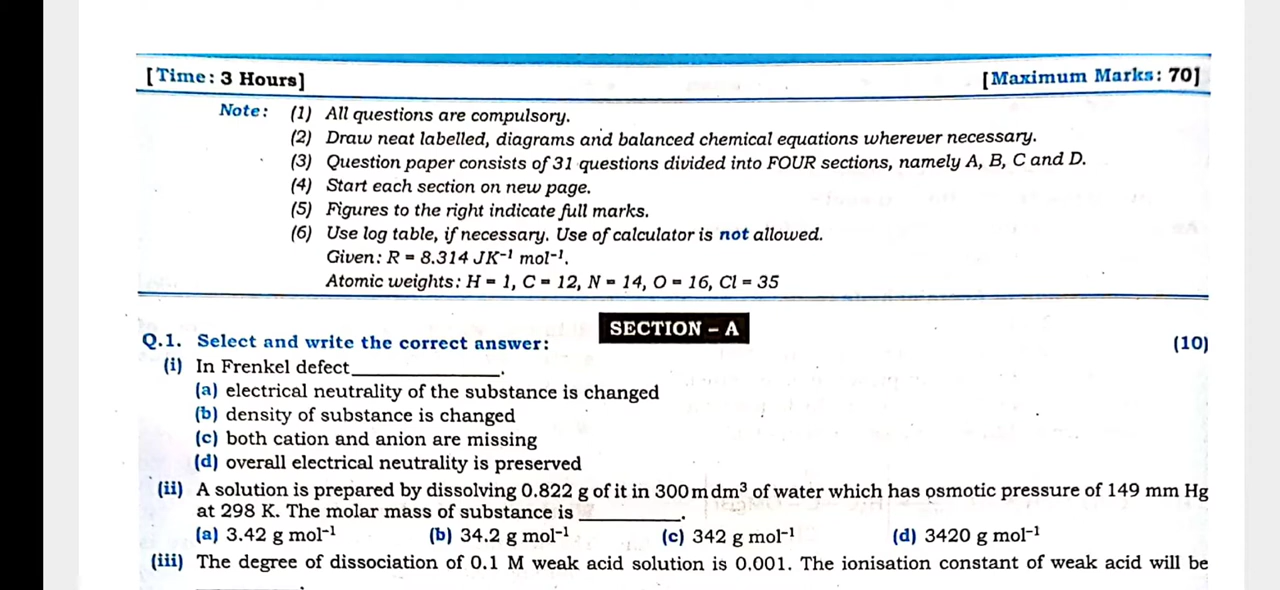 [Time: 3 Hours] [Maximum Marks: 70]
Note: (1) All questions are compulsory.
(2) Draw neat labelled, diagrams and balanced chemical equations wherever necessary.
(3) Question paper consists of 31 questions divided into FOUR sections, namely A, B, C and D.
(4) Start each section on new page.
(5) Figures to the right indicate full marks.
(6) Use log table, if necessary. Use of calculator is not allowed.
Given: R = 8.314 JK⁻¹ mol⁻¹.
Atomic weights: H = 1, C = 12, N = 14, O = 16, Cl = 35
SECTION – A
Q.1. Select and write the correct answer: (10)
(i) In Frenkel defect______________.
(a) electrical neutrality of the substance is changed
(b) density of substance is changed
(c) both cation and anion are missing
(d) overall electrical neutrality is preserved
(ii) A solution is prepared by dissolving 0.822 g of it in 300 m dm³ of water which has osmotic pressure of 149 mm Hg
at 298 K. The molar mass of substance is __________.
(a) 3.42 g mol⁻¹ (b) 34.2 g mol⁻¹ (c) 342 g mol⁻¹ (d) 3420 g mol⁻¹
(iii) The degree of dissociation of 0.1 M weak acid solution is 0.001. The ionisation constant of weak acid will be
__________.